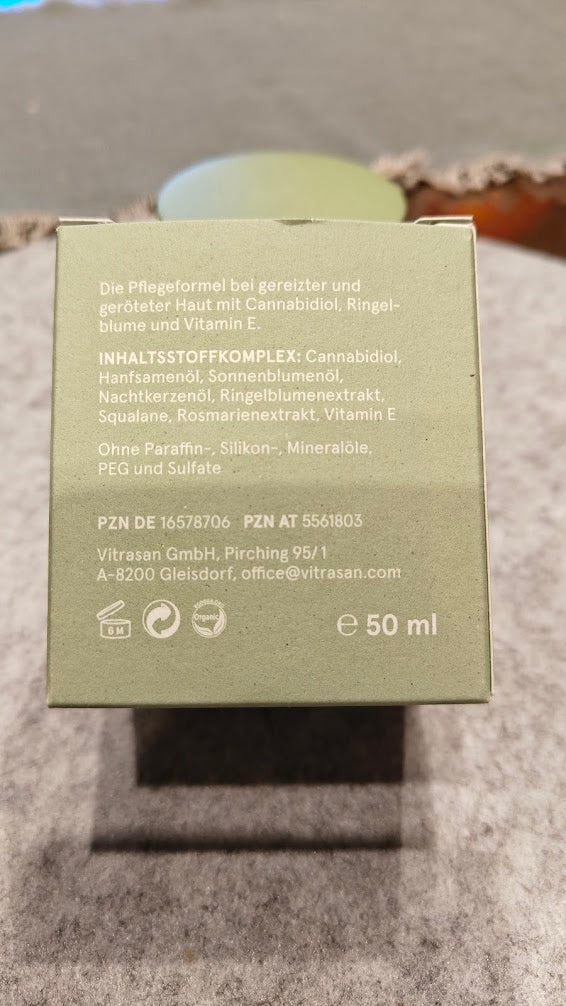 Die Pflegeformel bei gereizter und
geröteter Haut mit Cannabidiol, Ringel-
blume und Vitamin E.
INHALTSSTOFFKOMPLEX: Cannabidiol,
Hanfsamenöl, Sonnenblumenöl,
Nachtkerzenöl, Ringelblumenextrakt,
Squalane, Rosmarienextrakt, Vitamin E
Ohne Paraffin-, Silikon-, Mineralöle,
PEG und Sulfate
PZN DE 16578706 PZN AT 5561803
Vitrasan GmbH, Pirching 95/1
A-8200 Gleisdorf, office@vitrasan.com
6 M
Organic
℮ 50 ml